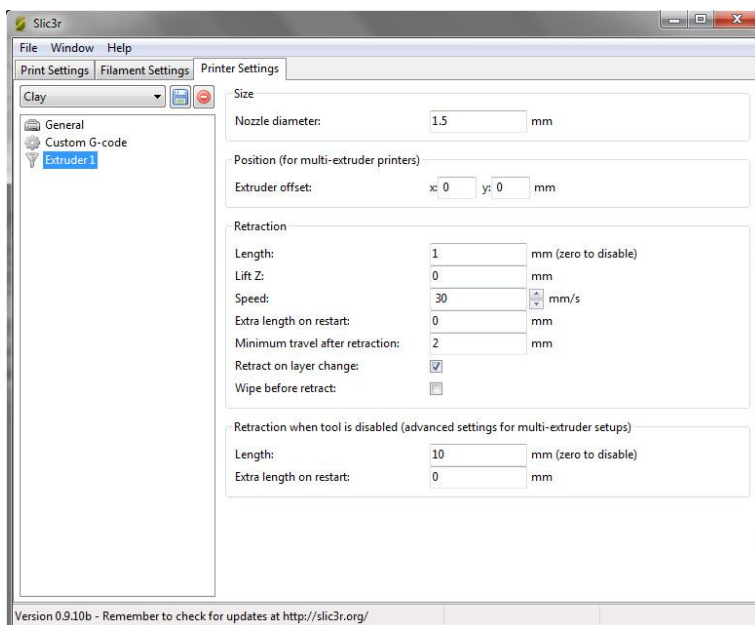 Slic3r
File Window Help
Print Settings Filament Settings Printer Settings
Clay
General
Custom G-code
Extruder 1
Size
Nozzle diameter: 1.5 mm
Position (for multi-extruder printers)
Extruder offset: x: 0 y: 0 mm
Retraction
Length: 1 mm (zero to disable)
Lift Z: 0 mm
Speed: 30 mm/s
Extra length on restart: 0 mm
Minimum travel after retraction: 2 mm
Retract on layer change:
Wipe before retract:
Retraction when tool is disabled (advanced settings for multi-extruder setups)
Length: 10 mm (zero to disable)
Extra length on restart: 0 mm
Version 0.9.10b - Remember to check for updates at http://slic3r.org/